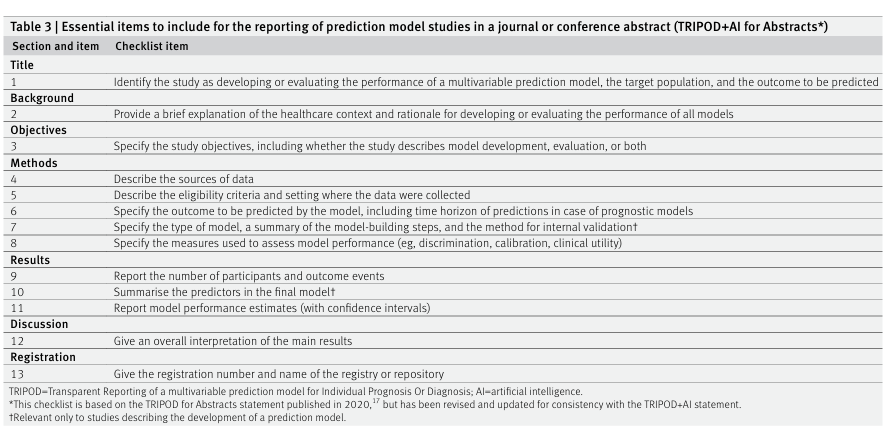 Table 3 | Essential items to include for the reporting of prediction model studies in a journal or conference abstract (TRIPOD+AI for Abstracts*)
Section and item Checklist item
Title
1 Identify the study as developing or evaluating the performance of a multivariable prediction model, the target population, and the outcome to be predicted
Background
2 Provide a brief explanation of the healthcare context and rationale for developing or evaluating the performance of all models
Objectives
3 Specify the study objectives, including whether the study describes model development, evaluation, or both
Methods
4 Describe the sources of data
5 Describe the eligibility criteria and setting where the data were collected
6 Specify the outcome to be predicted by the model, including time horizon of predictions in case of prognostic models
7 Specify the type of model, a summary of the model-building steps, and the method for internal validation†
8 Specify the measures used to assess model performance (eg, discrimination, calibration, clinical utility)
Results
9 Report the number of participants and outcome events
10 Summarise the predictors in the final model†
11 Report model performance estimates (with confidence intervals)
Discussion
12 Give an overall interpretation of the main results
Registration
13 Give the registration number and name of the registry or repository
TRIPOD=Transparent Reporting of a multivariable prediction model for Individual Prognosis Or Diagnosis; AI=artificial intelligence.
*This checklist is based on the TRIPOD for Abstracts statement published in 2020,17 but has been revised and updated for consistency with the TRIPOD+AI statement.
†Relevant only to studies describing the development of a prediction model.